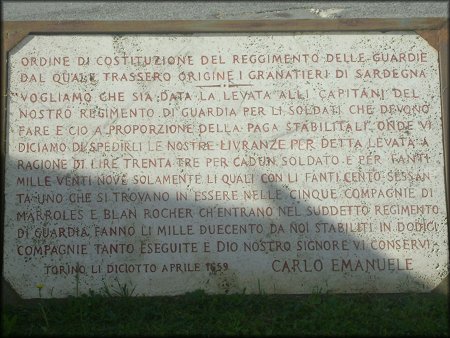 ORDINE DI COSTITUZIONE DEL REGGIMENTO DELLE GUARDIE
DAL QUALE TRASSERO ORIGINE I GRANATIERI DI SARDEGNA
VOGLIAMO CHE SIA DATA LA LEVATA ALLI CAPITANI DEL
NOSTRO REGIMENTO DI GUARDIA PER LI SOLDATI CHE DEVONO
FARE E CIO A PROPORZIONE DELLA PAGA STABILITALI, ONDE VI
DICIAMO DI SPEDIRLI LE NOSTRE LIVRANZE PER DETTA LEVATA A
RAGIONE DI LIRE TRENTA TRE PER CADUN SOLDATO E PER FANTI
MILLE VENTI NOVE SOLAMENTE LI QUALI CON LI FANTI CENTO SESSAN-
TA UNO CHE SI TROVANO IN ESSERE NELLE CINQUE COMPAGNIE DI
MARROLES E BLAN ROCHER CH'ENTRANO NEL SUDDETTO REGIMENTO
DI GUARDIA, FANNO LI MILLE DUECENTO DA NOI STABILITI IN DODICI
COMPAGNIE TANTO ESEGUITE E DIO NOSTRO SIGNORE VI CONSERVI-
TORINO, LI DICIOTTO APRILE 1659 CARLO EMANUELE